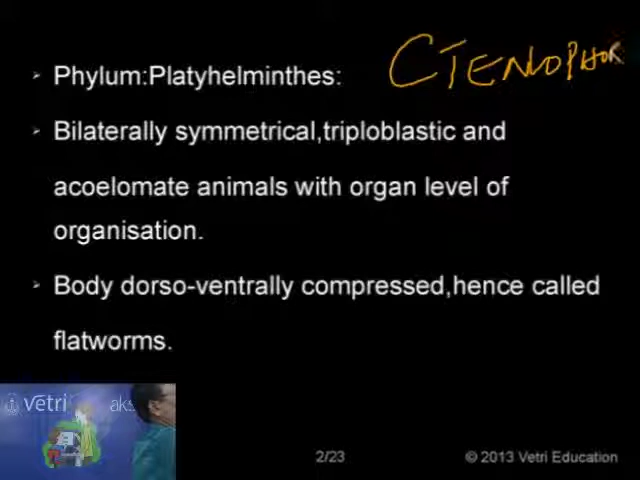 CTENOPHOR
Phylum:Platyhelminthes:
Bilaterally symmetrical,triploblastic and
acoelomate animals with organ level of
organisation.
Body dorso-ventrally compressed,hence called
flatworms.
vetri aks
2/23 © 2013 Vetri Education